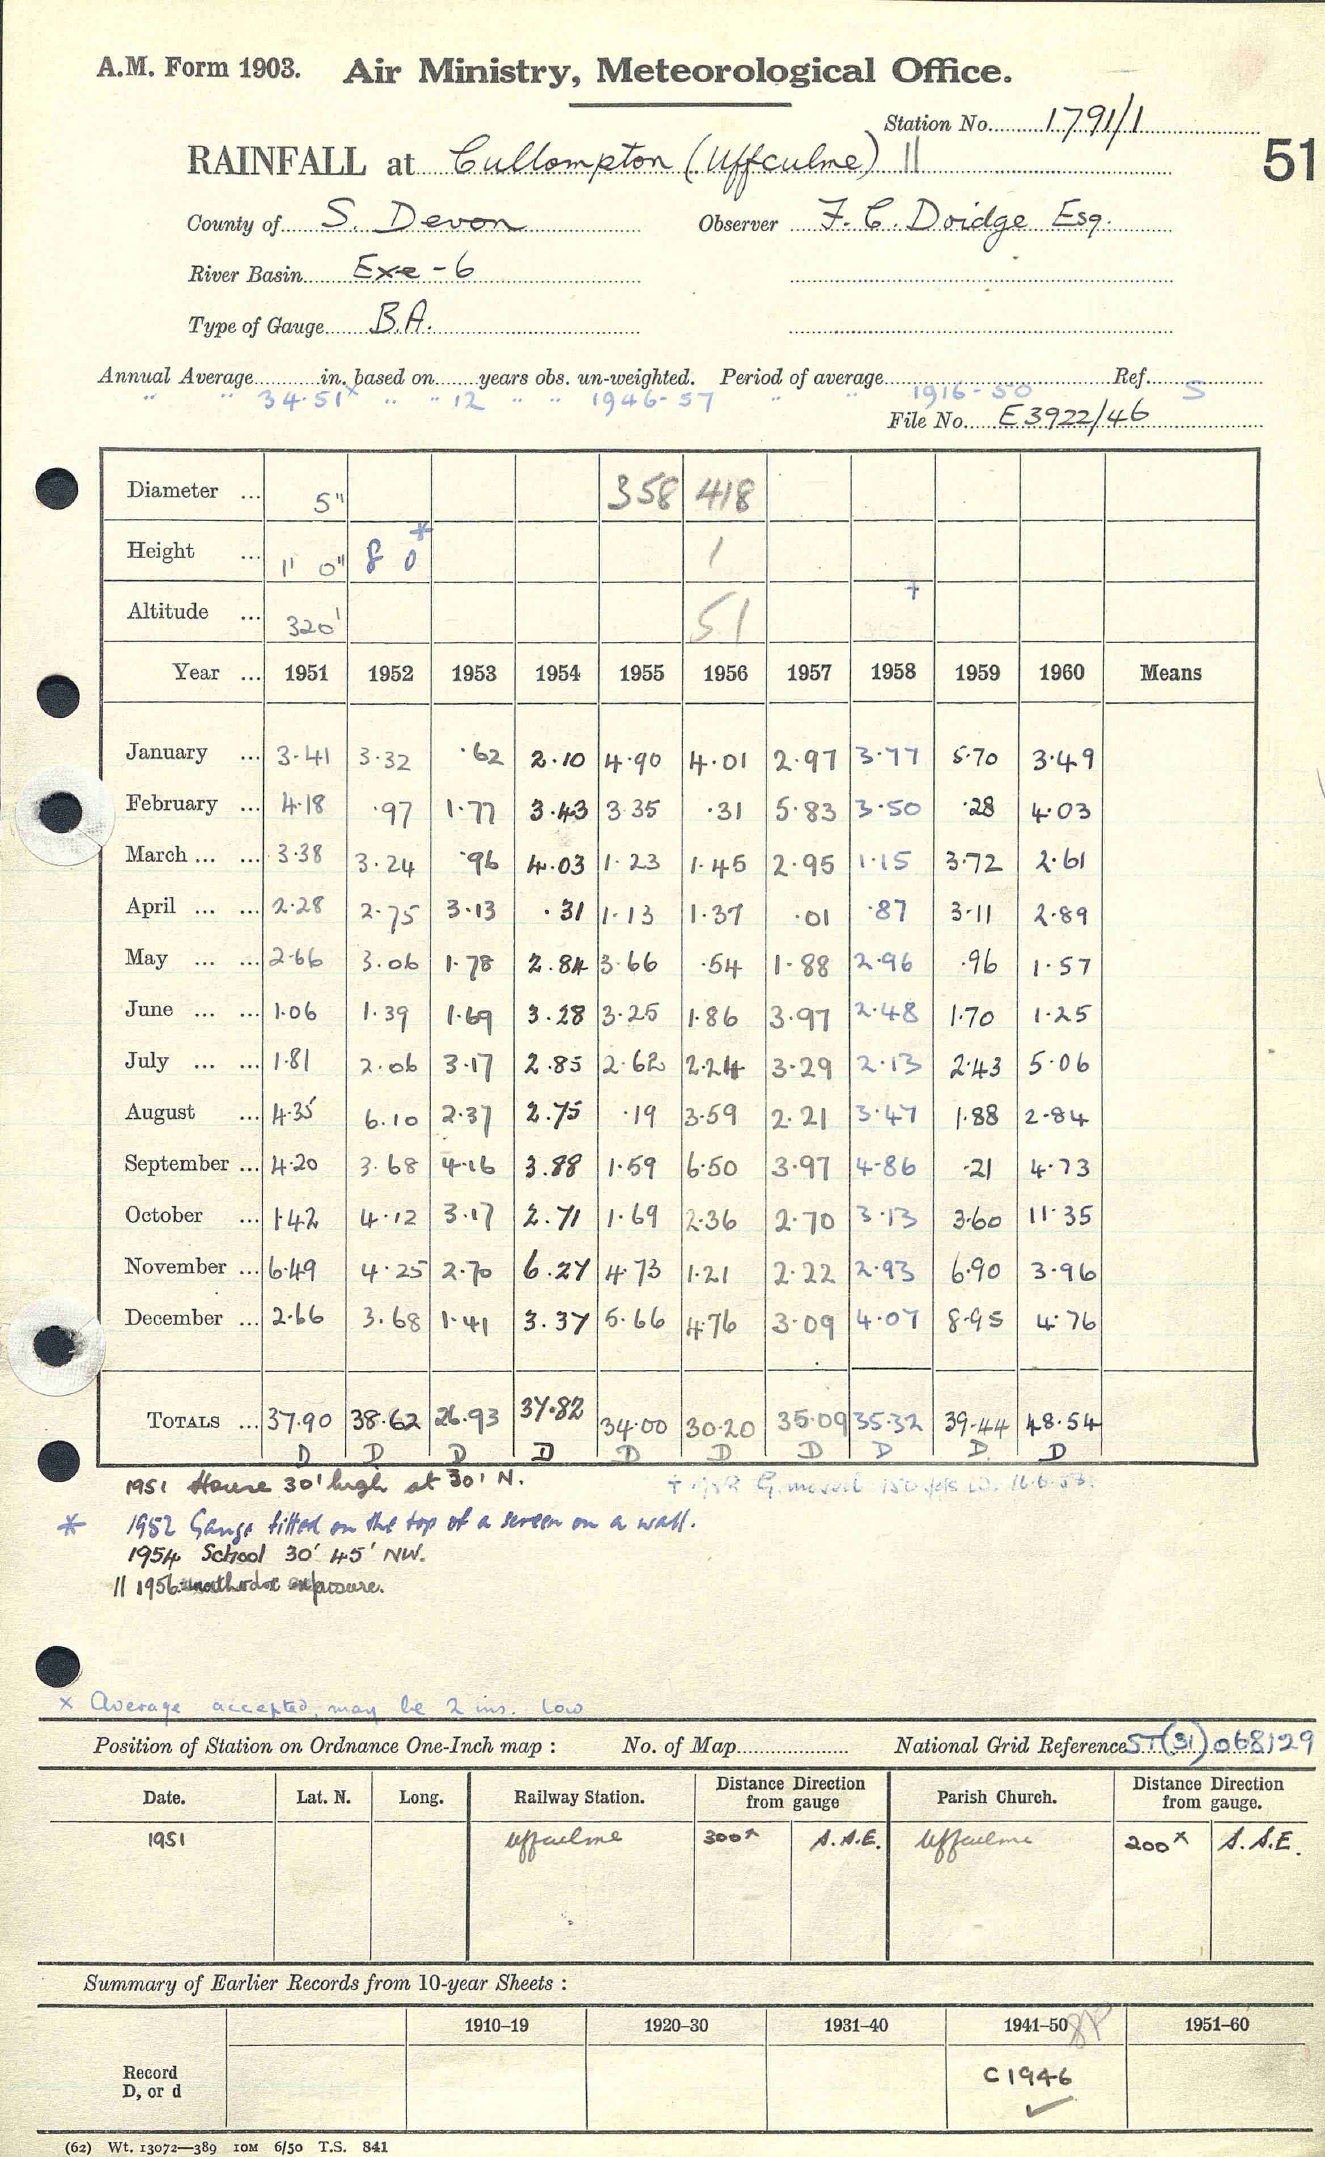 A.M. Form 1903. Air Ministry, Meteorological Office.
Station No. 1791/1
RAINFALL at Cullompton (Uffculme) ||
51
County of S. Devon Observer F. C. Doidge Esq.
River Basin Exe - 6
Type of Gauge B.A.
Annual Average in. based on years obs. un-weighted. Period of average Ref.
" " 34.51x " " 12 " " 1946-57 " " 1916-50 S
File No. E3922/46
Diameter ... 5" 358 418
Height ... 1' 0" 8 0 * 1
Altitude ... 320' 51 †
Year ... 1951 1952 1953 1954 1955 1956 1957 1958 1959 1960 Means
January ... 3.41 3.32 .62 2.10 4.90 4.01 2.97 3.77 5.70 3.49
February ... 4.18 .97 1.77 3.43 3.35 .31 5.83 3.50 .28 4.03
March ... ... 3.38 3.24 .96 4.03 1.23 1.45 2.95 1.15 3.72 2.61
April ... ... 2.28 2.75 3.13 .31 1.13 1.37 .01 .87 3.11 2.89
May ... ... 2.66 3.06 1.78 2.84 3.66 .54 1.88 2.96 .96 1.57
June ... ... 1.06 1.39 1.69 3.28 3.25 1.86 3.97 2.48 1.70 1.25
July ... ... 1.81 2.06 3.17 2.85 2.62 2.24 3.29 2.13 2.43 5.06
August ... 4.35 6.10 2.37 2.75 .19 3.59 2.21 3.47 1.88 2.84
September ... 4.20 3.68 4.16 3.88 1.59 6.50 3.97 4.86 .21 4.73
October ... 1.42 4.12 3.17 2.71 1.69 2.36 2.70 3.13 3.60 11.35
November ... 6.49 4.25 2.70 6.27 4.73 1.21 2.22 2.93 6.90 3.96
December ... 2.66 3.68 1.41 3.37 5.66 4.76 3.09 4.07 8.95 4.76
TOTALS ... 37.90 38.62 26.93 37.82 34.00 30.20 35.09 35.32 39.44 48.54
D D D D D D D D D. D
1951 House 30' high at 30' N. † 1958 G. moved 150 yds W. 16.6.58.
* 1952 Gauge fitted on the top of a screen on a wall.
1954 School 30' 45' NW.
|| 1956 unorthodox exposure.
x Average accepted, may be 2 ins. low
Position of Station on Ordnance One-Inch map : No. of Map National Grid Reference ST(31)068129
Date. Lat. N. Long. Railway Station. Distance Direction from gauge Parish Church. Distance Direction from gauge.
1951 Uffculme 300x S.S.E. Uffculme 200x S.S.E.
Summary of Earlier Records from 10-year Sheets :
1910-19 1920-30 1931-40 1941-50 1951-60
Record D, or d C1946 ✓
(62) Wt. 13072—389 10M 6/50 T.S. 841